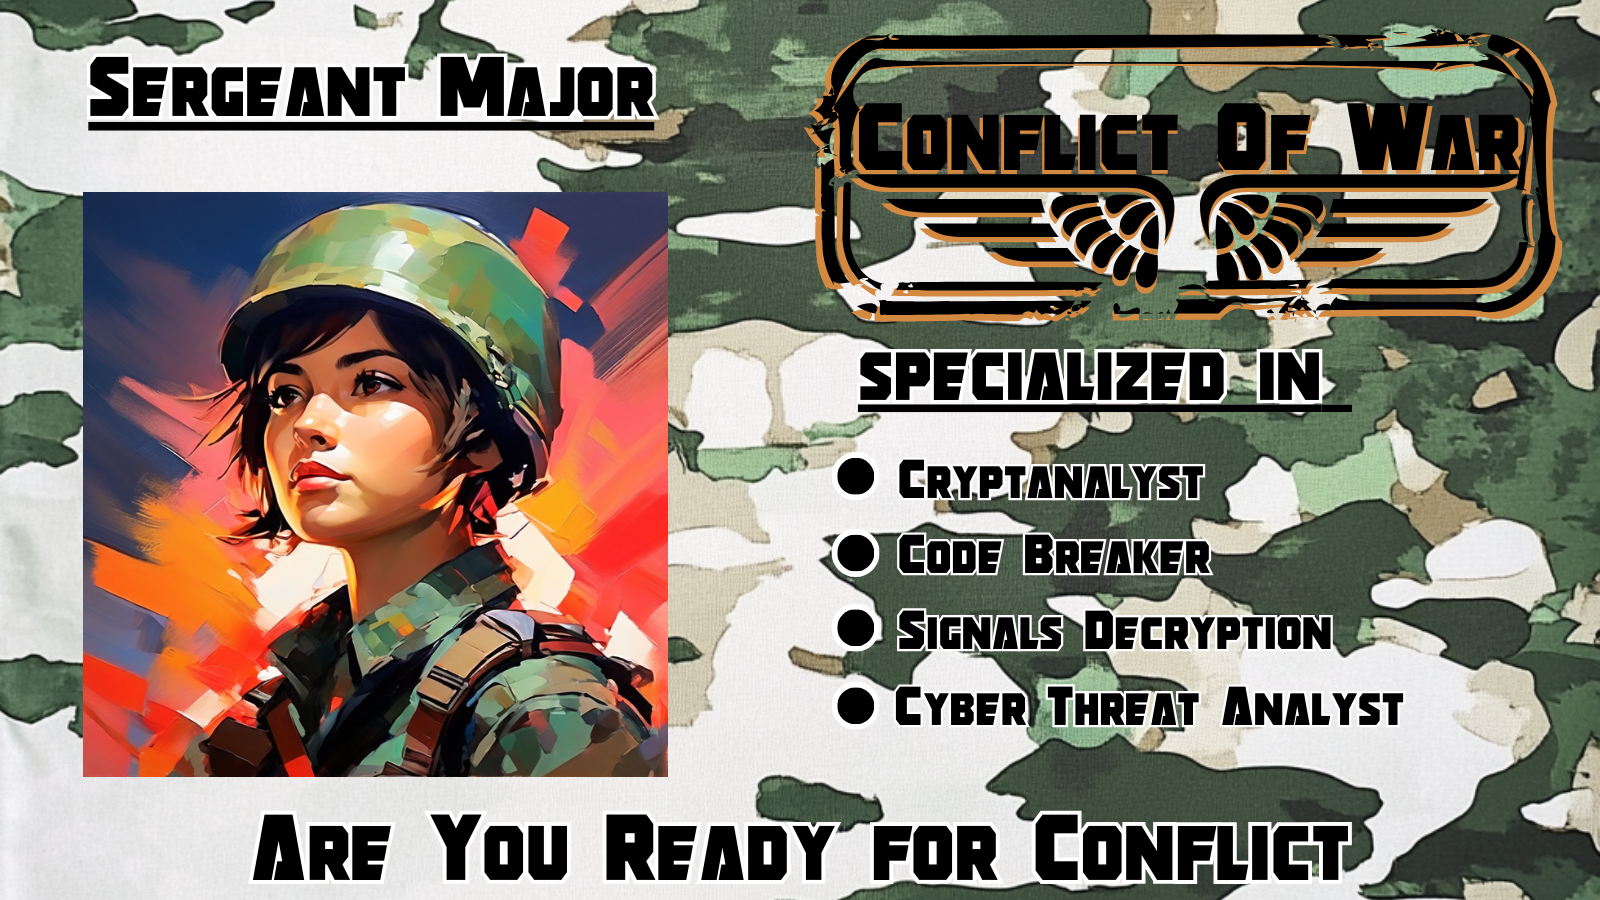 Sergeant Major
Conflict Of War
Specialized in
Cryptanalyst
Code Breaker
Signals Decryption
Cyber Threat Analyst
Are You Ready for Conflict